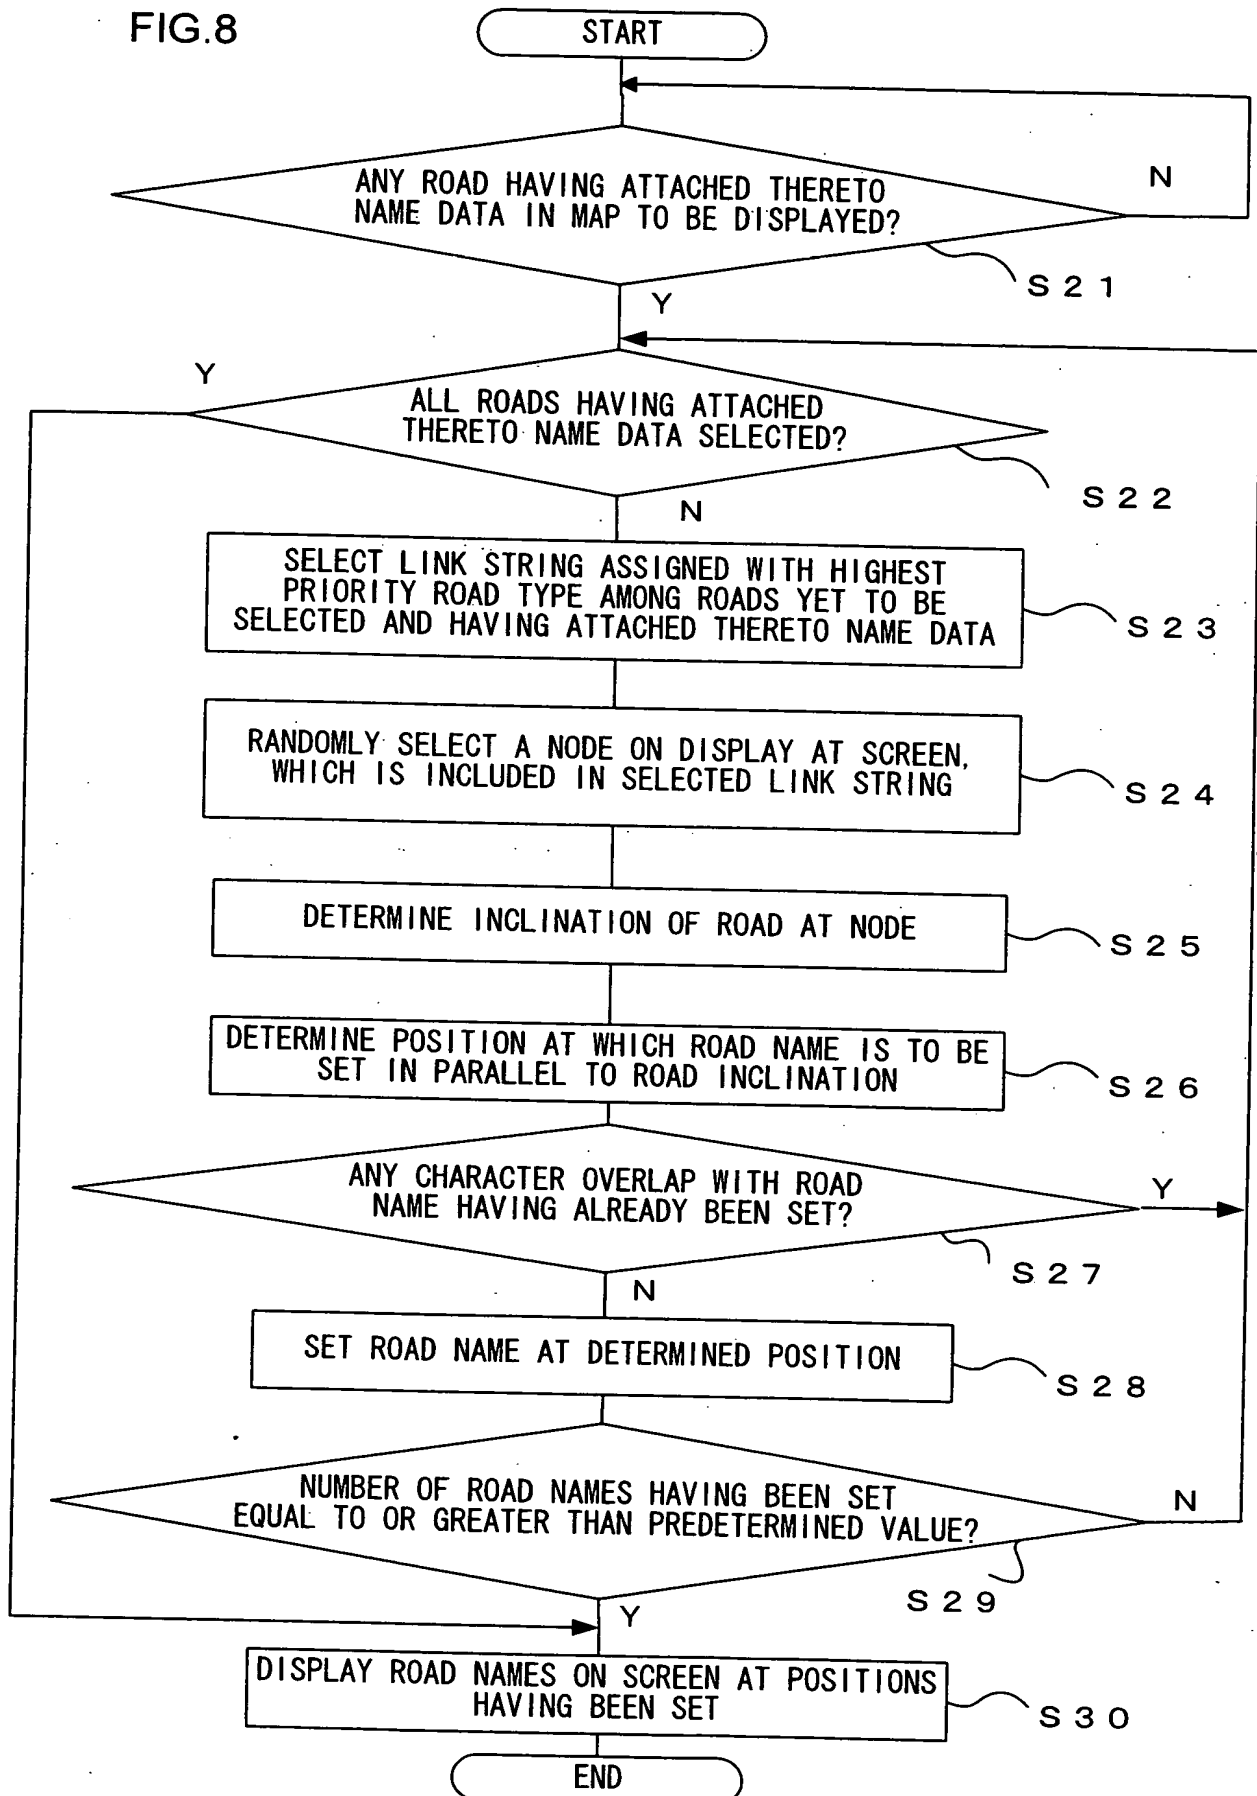 FIG.8
START
ANY ROAD HAVING ATTACHED THERETO
NAME DATA IN MAP TO BE DISPLAYED?
N
S21
Y
Y
ALL ROADS HAVING ATTACHED
THERETO NAME DATA SELECTED?
S22
N
SELECT LINK STRING ASSIGNED WITH HIGHEST
PRIORITY ROAD TYPE AMONG ROADS YET TO BE
SELECTED AND HAVING ATTACHED THERETO NAME DATA
S23
RANDOMLY SELECT A NODE ON DISPLAY AT SCREEN,
WHICH IS INCLUDED IN SELECTED LINK STRING
S24
DETERMINE INCLINATION OF ROAD AT NODE
S25
DETERMINE POSITION AT WHICH ROAD NAME IS TO BE
SET IN PARALLEL TO ROAD INCLINATION
S26
ANY CHARACTER OVERLAP WITH ROAD
NAME HAVING ALREADY BEEN SET?
Y
S27
N
SET ROAD NAME AT DETERMINED POSITION
S28
NUMBER OF ROAD NAMES HAVING BEEN SET
EQUAL TO OR GREATER THAN PREDETERMINED VALUE?
N
S29
Y
DISPLAY ROAD NAMES ON SCREEN AT POSITIONS
HAVING BEEN SET
S30
END